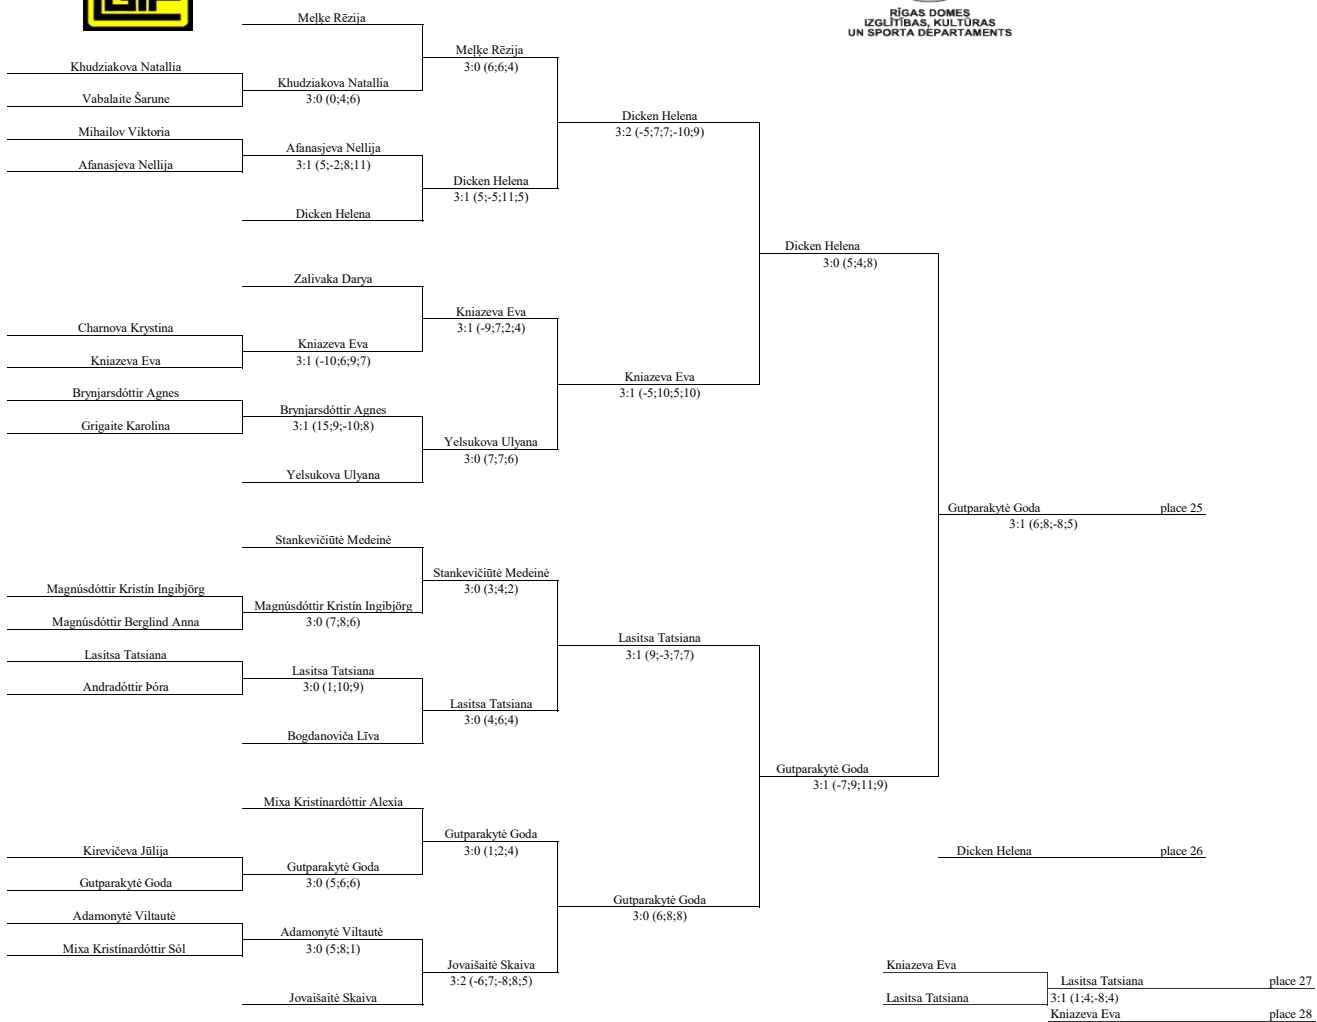 RĪGAS DOMES
IZGLĪTĪBAS, KULTŪRAS
UN SPORTA DEPARTAMENTS
Meļķe Rēzija
Meļķe Rēzija
Khudziakova Natallia
3:0 (6;6;4)
Khudziakova Natallia
Vabalaite Šarune
3:0 (0;4;6)
Dicken Helena
Mihailov Viktoria
3:2 (-5;7;7;-10;9)
Afanasjeva Nellija
Afanasjeva Nellija
3:1 (5;-2;8;11)
Dicken Helena
3:1 (5;-5;11;5)
Dicken Helena
Dicken Helena
3:0 (5;4;8)
Zalivaka Darya
Kniazeva Eva
Charnova Krystina
3:1 (-9;7;2;4)
Kniazeva Eva
Kniazeva Eva
3:1 (-10;6;9;7)
Kniazeva Eva
Brynjarsdóttir Agnes
3:1 (-5;10;5;10)
Brynjarsdóttir Agnes
Grigaite Karolina
3:1 (15;9;-10;8)
Yelsukova Ulyana
3:0 (7;7;6)
Yelsukova Ulyana
Gutparakytė Goda place 25
3:1 (6;8;-8;5)
Stankevičiūtė Medeinė
Stankevičiūtė Medeinė
Magnúsdóttir Kristín Ingibjörg
3:0 (3;4;2)
Magnúsdóttir Kristín Ingibjörg
Magnúsdóttir Berglind Anna
3:0 (7;8;6)
Lasitsa Tatsiana
Lasitsa Tatsiana
3:1 (9;-3;7;7)
Lasitsa Tatsiana
Andradóttir Þóra
3:0 (1;10;9)
Lasitsa Tatsiana
3:0 (4;6;4)
Bogdanoviča Līva
Gutparakytė Goda
3:1 (-7;9;11;9)
Mixa Kristínardóttir Alexía
Gutparakytė Goda
Kirevičeva Jūlija
3:0 (1;2;4)
Dicken Helena place 26
Gutparakytė Goda
Gutparakytė Goda
3:0 (5;6;6)
Gutparakytė Goda
Adamonytė Viltautė
3:0 (6;8;8)
Adamonytė Viltautė
Mixa Kristínardóttir Sól
3:0 (5;8;1)
Jovaišaitė Skaiva
Kniazeva Eva
3:2 (-6;7;-8;8;5)
Lasitsa Tatsiana place 27
Jovaišaitė Skaiva
Lasitsa Tatsiana
3:1 (1;4;-8;4)
Kniazeva Eva place 28